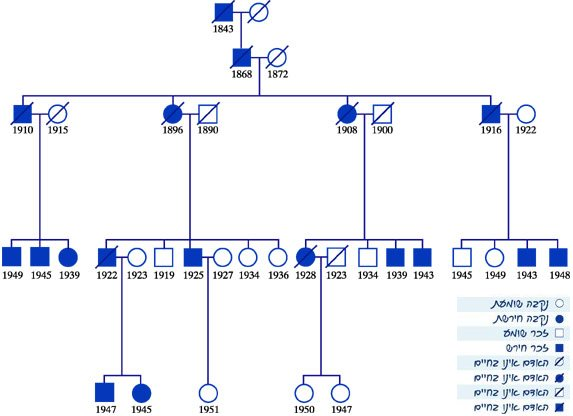 1843
1868 1872
1910 1915 1896 1890 1908 1900 1916 1922
1949 1945 1939 1922 1923 1919 1925 1927 1934 1936 1928 1923 1934 1939 1943 1945 1949 1943 1948
1947 1945 1951 1950 1947
נקבה שומעת
נקבה חירשת
זכר שומע
זכר חירש
האדם אינו בחיים
האדם אינו בחיים
האדם אינו בחיים
האדם אינו בחיים